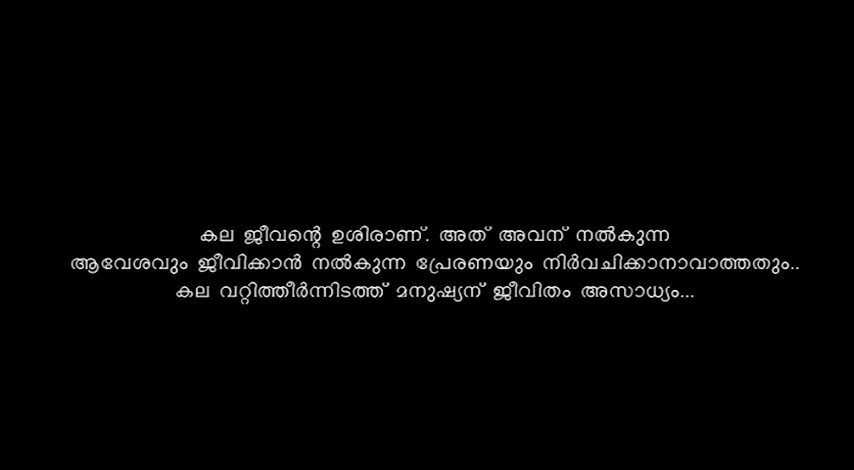 കല ജീവന്റെ ഉശിരാണ്. അത് അവന് നൽകുന്ന
ആവേശവും ജീവിക്കാൻ നൽകുന്ന പ്രേരണയും നിർവചിക്കാനാവാത്തതും..
കല വറ്റിത്തീർന്നിടത്ത് മനുഷ്യന് ജീവിതം അസാധ്യം...